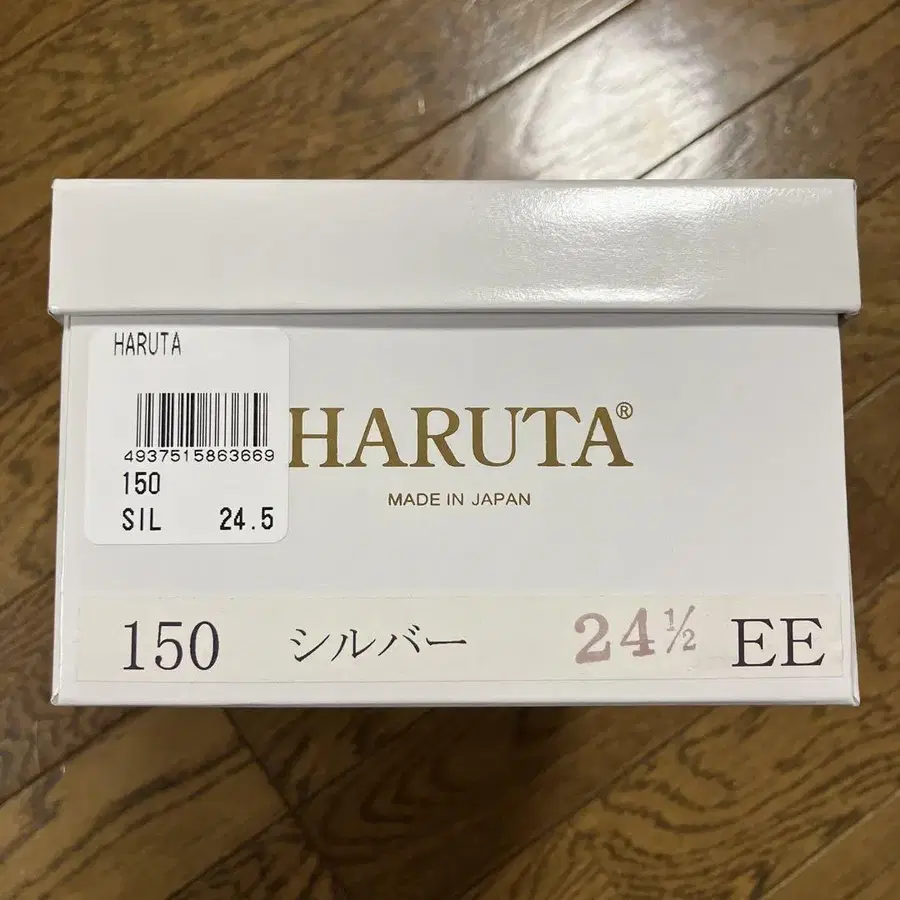 HARUTA
4937515863669
150
SIL 24.5
HARUTA®
MADE IN JAPAN
150 シルバー 24½ EE